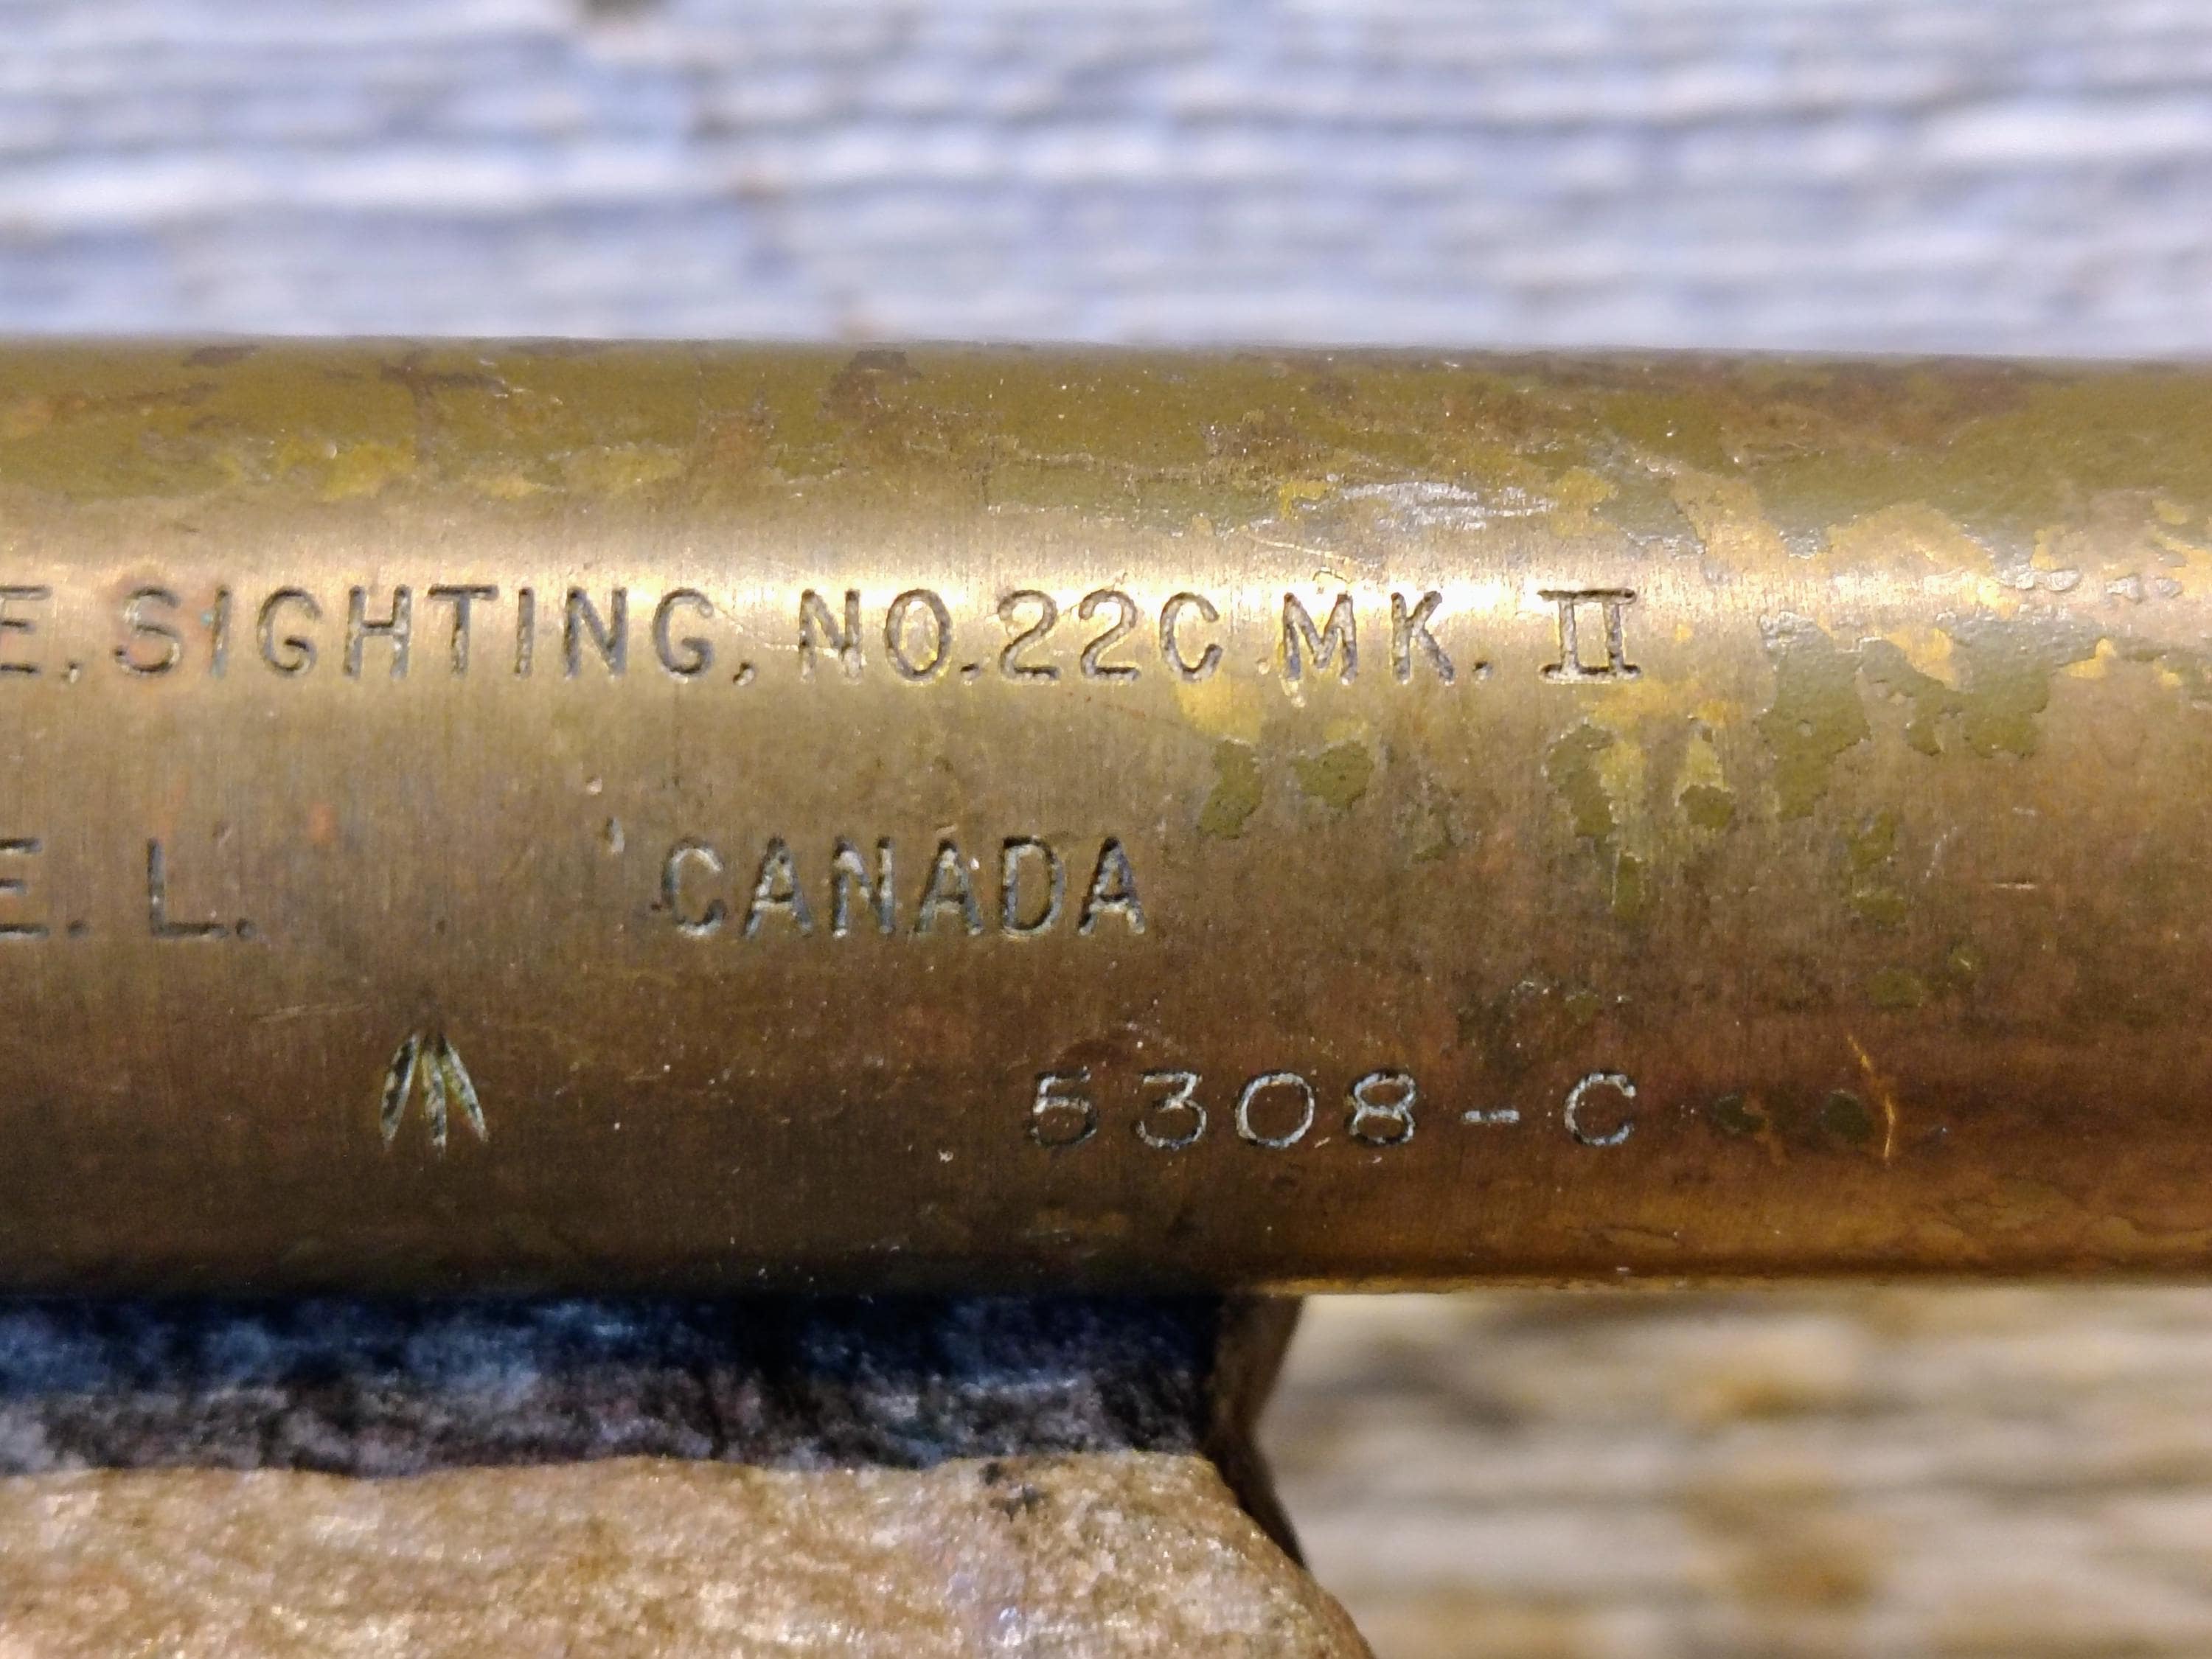 E, SIGHTING, NO. 22C MK. II
E. L. CANADA
5308-C